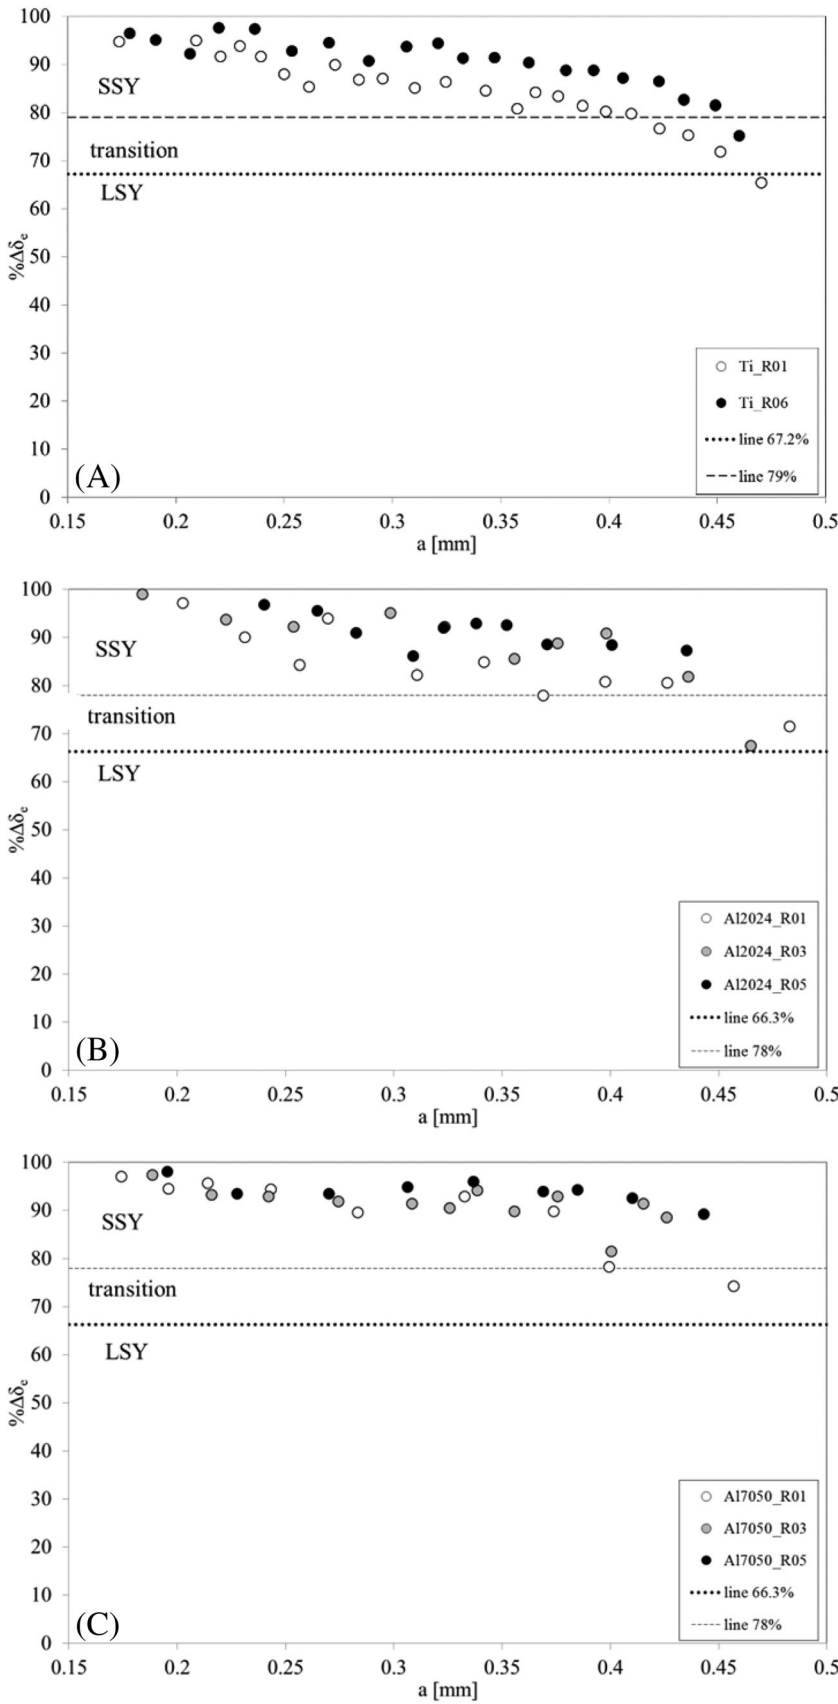 100
90
SSY
80
transition
70
LSY
60
%Δδe
50
40
30
Ti_R01
20
Ti_R06
10
line 67.2%
(A)
line 79%
0
0.15 0.2 0.25 0.3 0.35 0.4 0.45 0.5
a [mm]
100
90
SSY
80
transition
70
LSY
60
%Δδe
50
40
30
Al2024_R01
Al2024_R03
20
Al2024_R05
10
line 66.3%
(B)
line 78%
0
0.15 0.2 0.25 0.3 0.35 0.4 0.45 0.5
a [mm]
100
90
SSY
80
transition
70
LSY
60
%Δδe
50
40
30
Al7050_R01
Al7050_R03
20
Al7050_R05
10
line 66.3%
(C)
line 78%
0
0.15 0.2 0.25 0.3 0.35 0.4 0.45 0.5
a [mm]